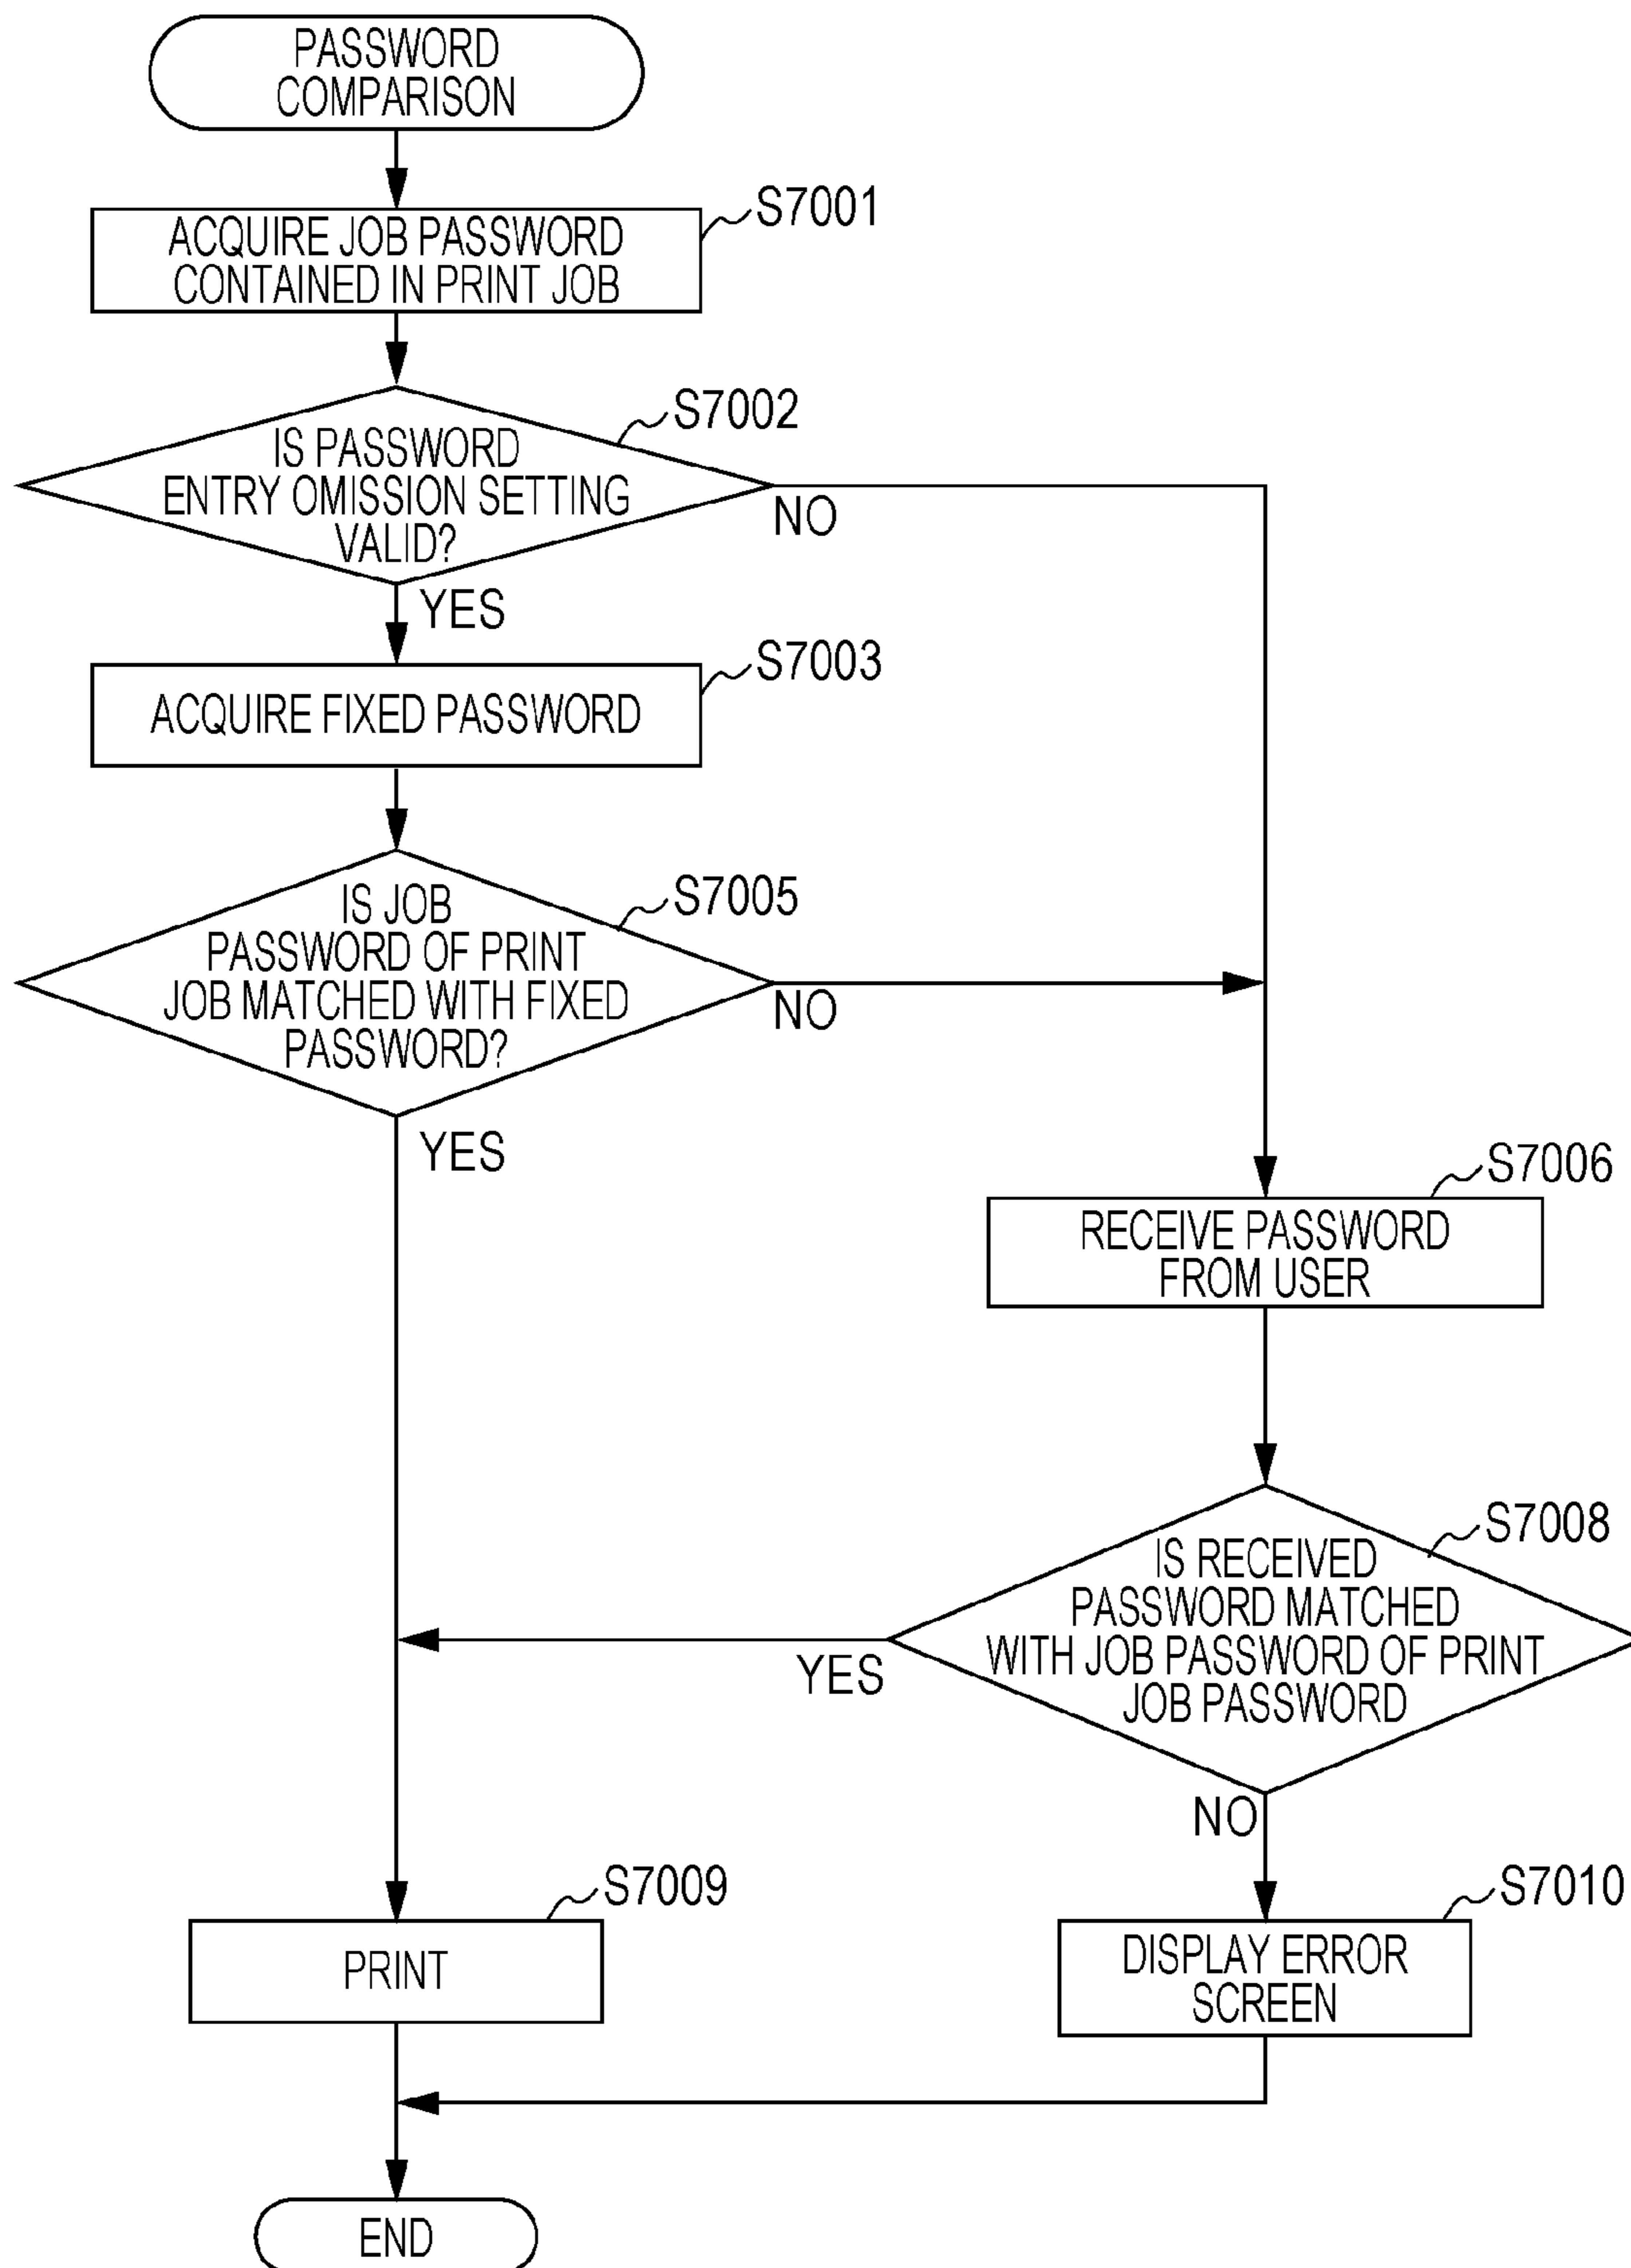 PASSWORD
COMPARISON
S7001
ACQUIRE JOB PASSWORD
CONTAINED IN PRINT JOB
S7002
IS PASSWORD
ENTRY OMISSION SETTING
VALID?
NO
YES
S7003
ACQUIRE FIXED PASSWORD
S7005
IS JOB
PASSWORD OF PRINT
JOB MATCHED WITH FIXED
PASSWORD?
NO
YES
S7006
RECEIVE PASSWORD
FROM USER
S7008
IS RECEIVED
PASSWORD MATCHED
WITH JOB PASSWORD OF PRINT
JOB PASSWORD
YES
NO
S7009
PRINT
S7010
DISPLAY ERROR
SCREEN
END